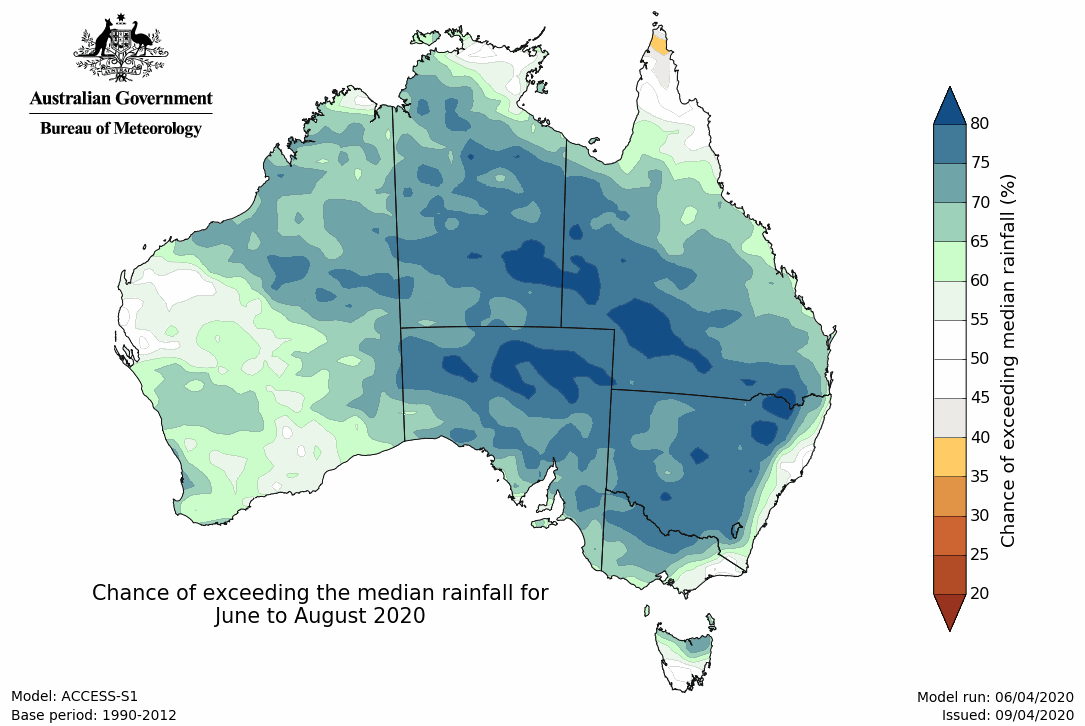 Australian Government
Bureau of Meteorology
80
75
70
65
60
55
50
45
40
35
30
25
20
Chance of exceeding median rainfall (%)
Chance of exceeding the median rainfall for
June to August 2020
Model: ACCESS-S1
Base period: 1990-2012
Model run: 06/04/2020
Issued: 09/04/2020